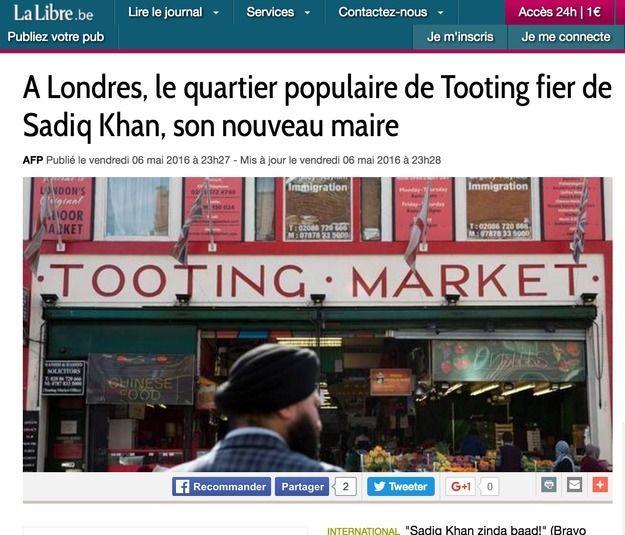 La Libre.be
Lire le journal
Services
Contactez-nous
Accès 24h | 1€
Publiez votre pub
Je m'inscris
Je me connecte
A Londres, le quartier populaire de Tooting fier de
Sadiq Khan, son nouveau maire
AFP Publié le vendredi 06 mai 2016 à 23h27 - Mis à jour le vendredi 06 mai 2016 à 23h28
LONDON'S
Original
MARKET
Immigration
Immigration
TOOTING · MARKET
SOLICITORS
CHINESE
FOOD
Recommander
Partager
2
Tweeter
G+1
0
INTERNATIONAL "Sadiq Khan zinda baad!" (Bravo